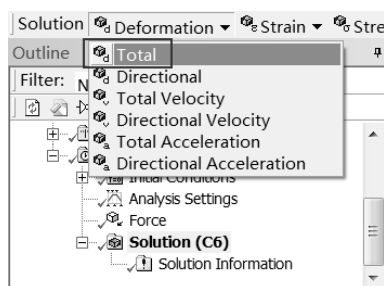 Solution Deformation Strain Stre
Outline Total
Filter: N Directional
Total Velocity
Directional Velocity
Total Acceleration
Directional Acceleration
Initial Conditions
Analysis Settings
Force
Solution (C6)
Solution Information